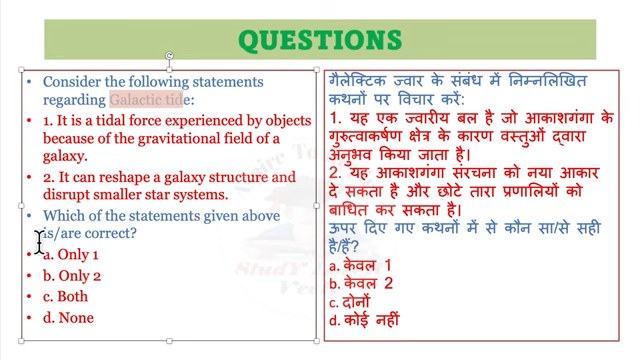 QUESTIONS
Consider the following statements
regarding Galactic tide:
1. It is a tidal force experienced by objects
because of the gravitational field of a
galaxy.
2. It can reshape a galaxy structure and
disrupt smaller star systems.
Which of the statements given above
is/are correct?
a. Only 1
b. Only 2
c. Both
d. None
गैलेक्टिक ज्वार के संबंध में निम्नलिखित
कथनों पर विचार करें:
1. यह एक ज्वारीय बल है जो आकाशगंगा के
गुरुत्वाकर्षण क्षेत्र के कारण वस्तुओं द्वारा
अनुभव किया जाता है।
2. यह आकाशगंगा संरचना को नया आकार
दे सकता है और छोटे तारा प्रणालियों को
बाधित कर सकता है।
ऊपर दिए गए कथनों में से कौन सा/से सही
है/हैं?
a. केवल 1
b. केवल 2
c. दोनों
d. कोई नहीं